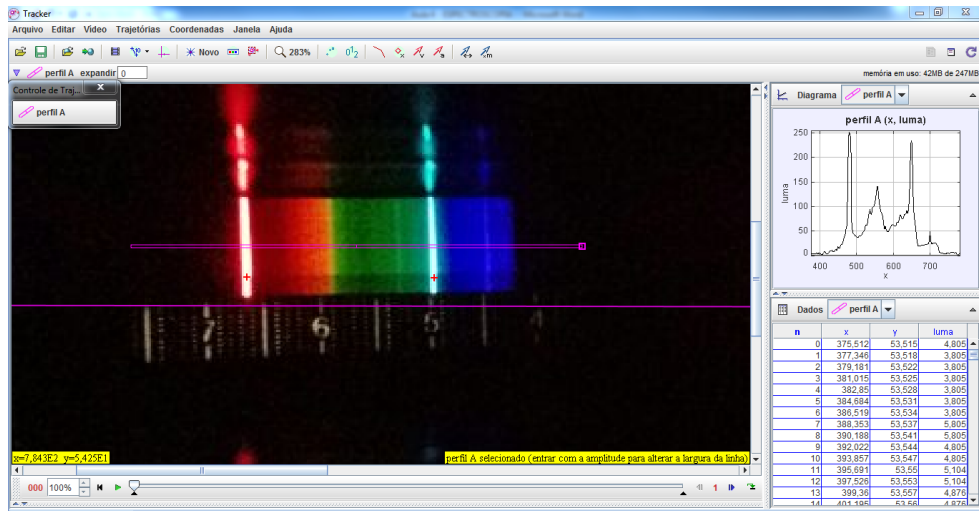 Tracker
Arquivo Editar Video Trajetórias Coordenadas Janela Ajuda
Novo 283%
perfil A expandir 0
memória em uso: 42MB de 247MB
Controle de Traj... x
perfil A
7 6 5 4
x=7,843E2 y=5,425E1
perfil A selecionado (entrar com a amplitude para alterar a largura da linha)
000 100% 1
Diagrama perfil A
perfil A (x, luma)
250
200
150
100
50
0
luma
400 500 600 700
x
Dados perfil A
n x y luma
0 375,512 53,515 4,805
1 377,346 53,518 3,805
2 379,181 53,522 3,805
3 381,015 53,525 3,805
4 382,85 53,528 3,805
5 384,684 53,531 3,805
6 386,519 53,534 3,805
7 388,353 53,537 5,805
8 390,188 53,541 5,805
9 392,022 53,544 4,805
10 393,857 53,547 4,805
11 395,691 53,55 5,104
12 397,526 53,553 5,104
13 399,36 53,557 4,876
14 401,195 53,56 4,876